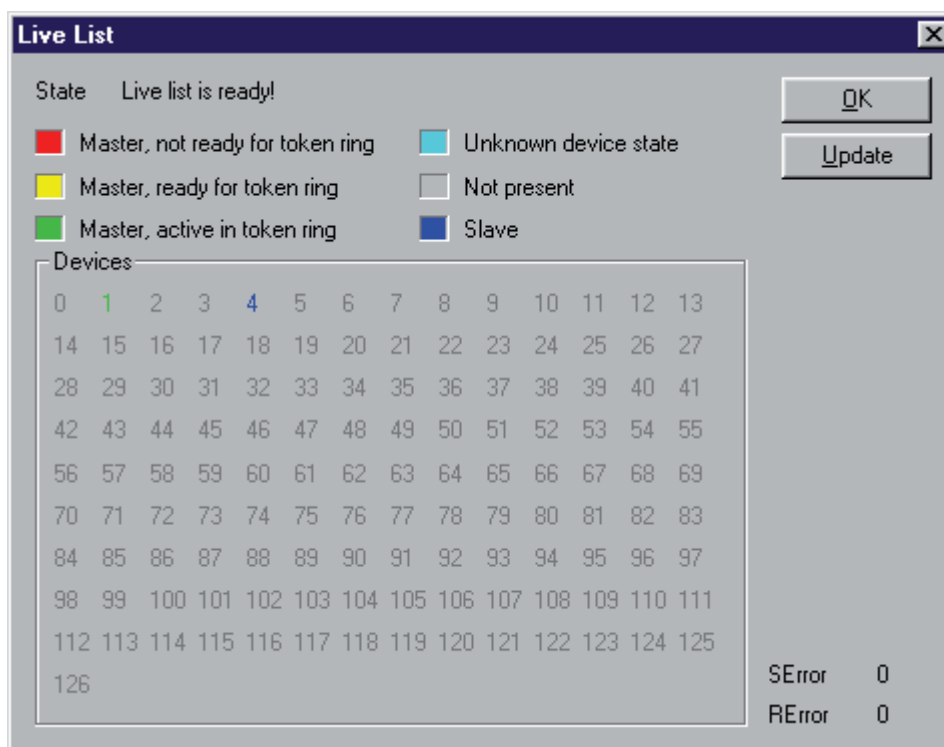 Live List
State Live list is ready!
OK
Master, not ready for token ring Unknown device state
Update
Master, ready for token ring Not present
Master, active in token ring Slave
Devices
0 1 2 3 4 5 6 7 8 9 10 11 12 13
14 15 16 17 18 19 20 21 22 23 24 25 26 27
28 29 30 31 32 33 34 35 36 37 38 39 40 41
42 43 44 45 46 47 48 49 50 51 52 53 54 55
56 57 58 59 60 61 62 63 64 65 66 67 68 69
70 71 72 73 74 75 76 77 78 79 80 81 82 83
84 85 86 87 88 89 90 91 92 93 94 95 96 97
98 99 100 101 102 103 104 105 106 107 108 109 110 111
112 113 114 115 116 117 118 119 120 121 122 123 124 125
126
SError 0
RError 0